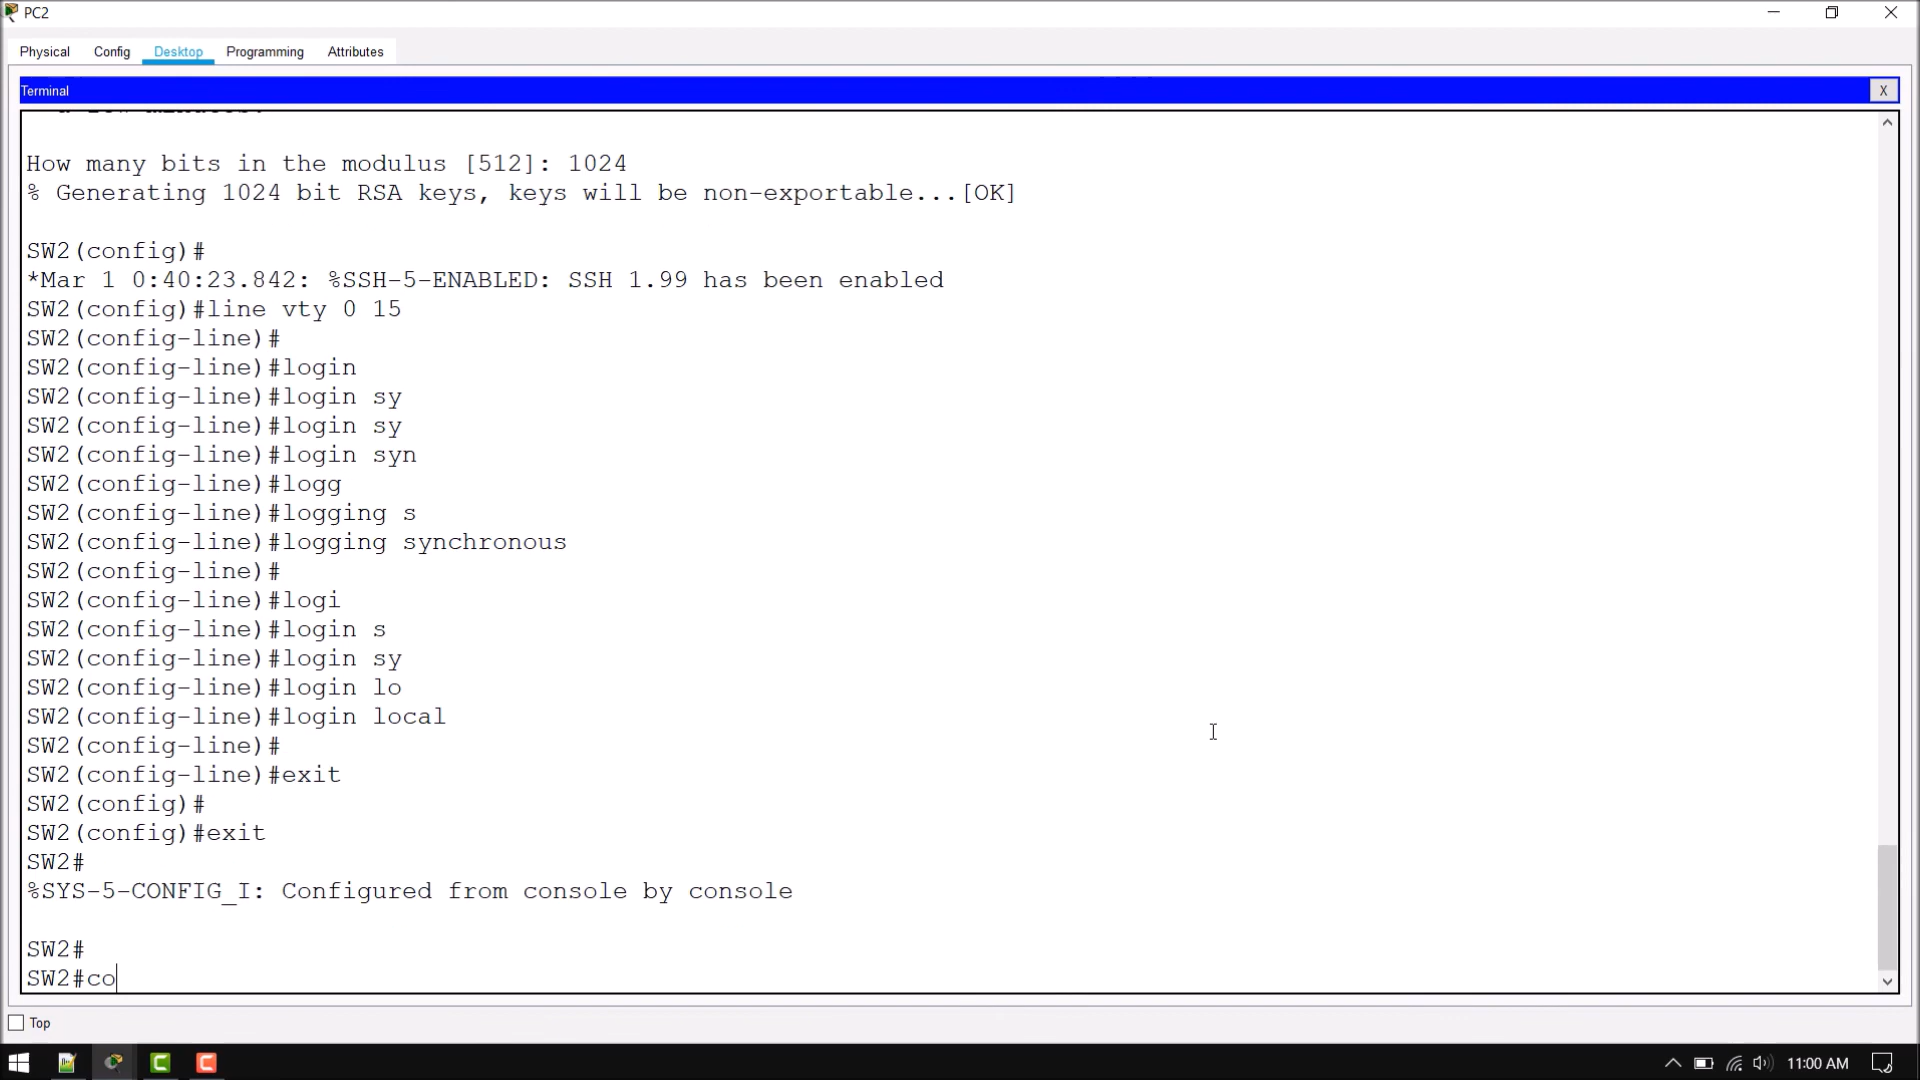 PC2
Physical Config Desktop Programming Attributes
Terminal
X
How many bits in the modulus [512]: 1024
% Generating 1024 bit RSA keys, keys will be non-exportable...[OK]
SW2(config)#
*Mar 1 0:40:23.842: %SSH-5-ENABLED: SSH 1.99 has been enabled
SW2(config)#line vty 0 15
SW2(config-line)#
SW2(config-line)#login
SW2(config-line)#login sy
SW2(config-line)#login sy
SW2(config-line)#login syn
SW2(config-line)#logg
SW2(config-line)#logging s
SW2(config-line)#logging synchronous
SW2(config-line)#
SW2(config-line)#logi
SW2(config-line)#login s
SW2(config-line)#login sy
SW2(config-line)#login lo
SW2(config-line)#login local
SW2(config-line)#
SW2(config-line)#exit
SW2(config)#
SW2(config)#exit
SW2#
%SYS-5-CONFIG_I: Configured from console by console
SW2#
SW2#co
Top
11:00 AM